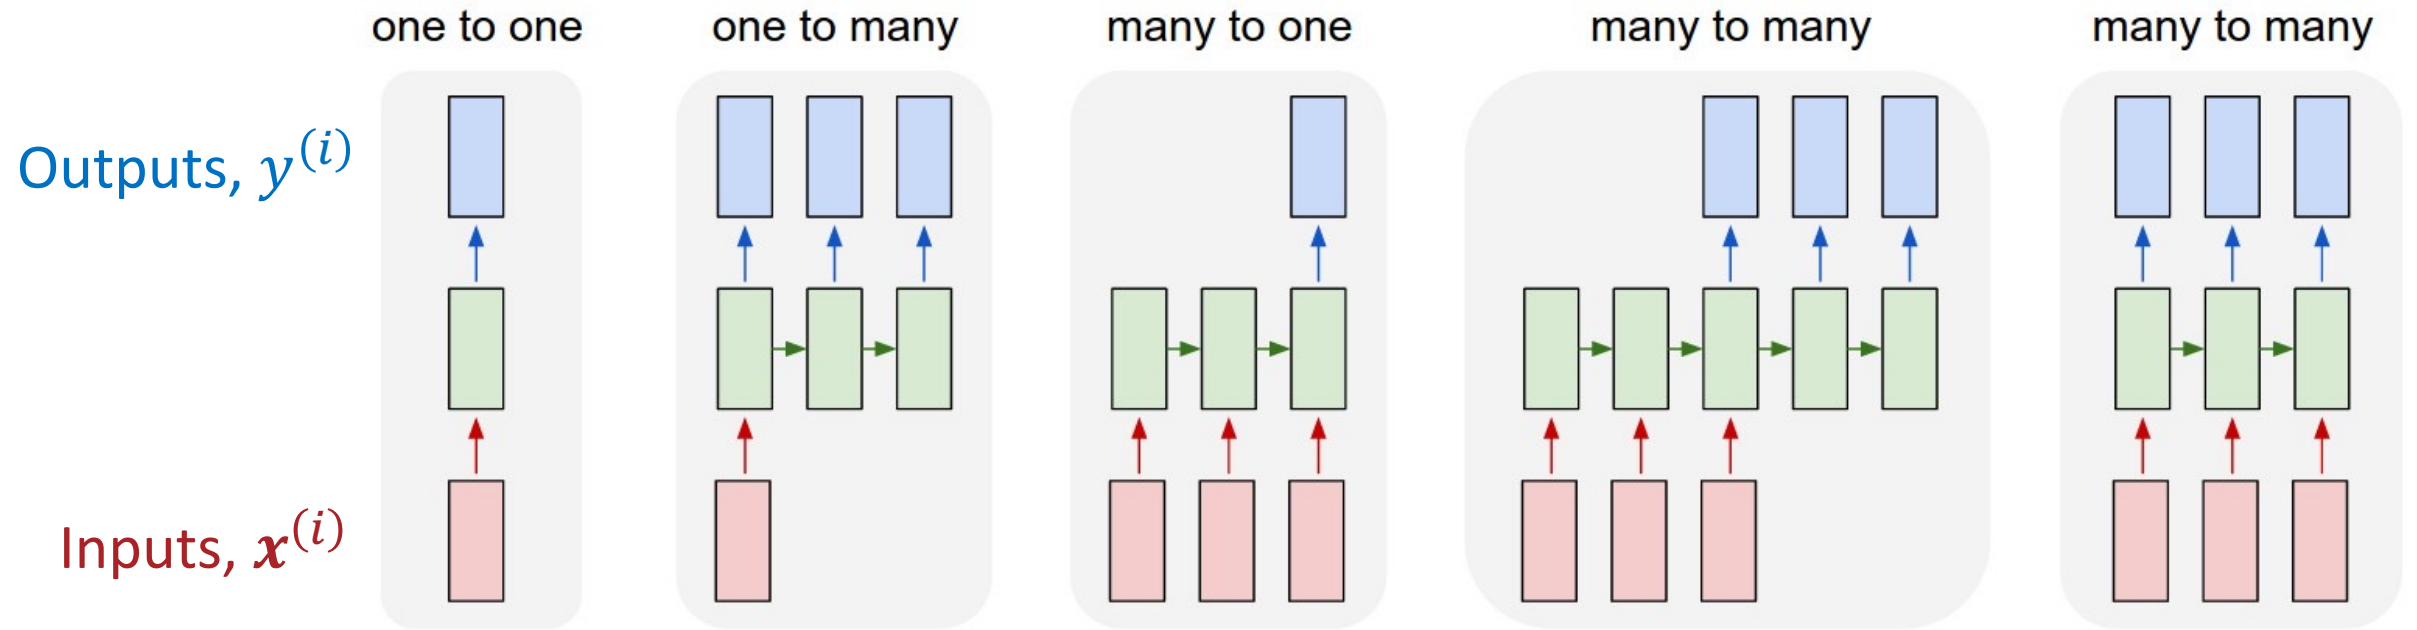 one to one
one to many
many to one
many to many
many to many
Outputs, y^(i)
Inputs, x^(i)